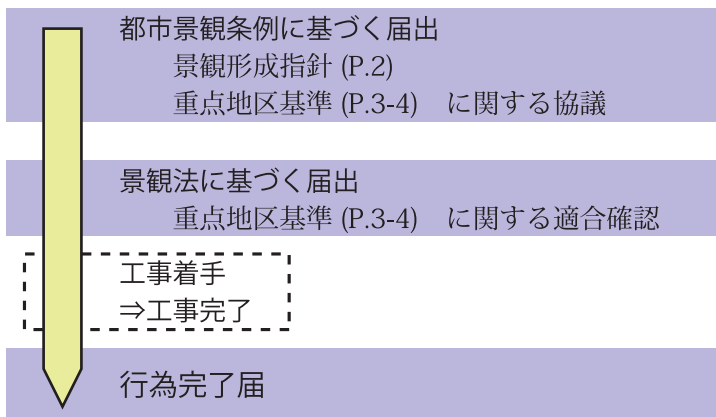 都市景観条例に基づく届出
景観形成指針 (P.2)
重点地区基準 (P.3-4)　に関する協議
景観法に基づく届出
重点地区基準 (P.3-4)　に関する適合確認
工事着手
⇒工事完了
行為完了届